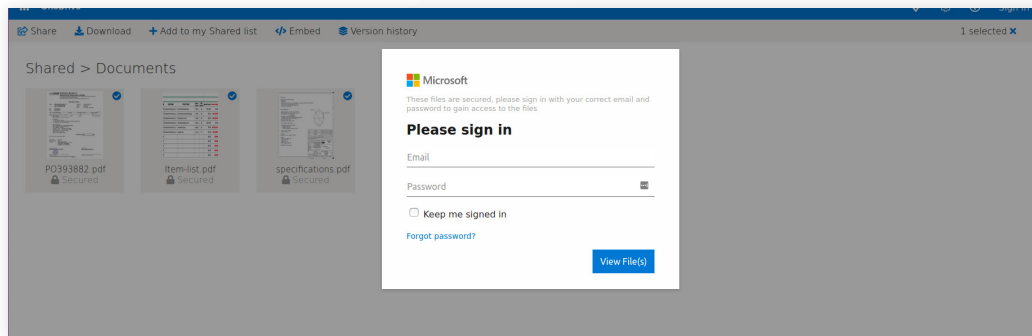 Share Download Add to my Shared list Embed Version history 1 selected
Shared > Documents
Microsoft
These files are secured, please sign in with your correct email and
password to gain access to the files
Please sign in
Email
Password
Keep me signed in
Forgot password?
View File(s)
PO393882.pdf
Secured
Item-list.pdf
Secured
specifications.pdf
Secured